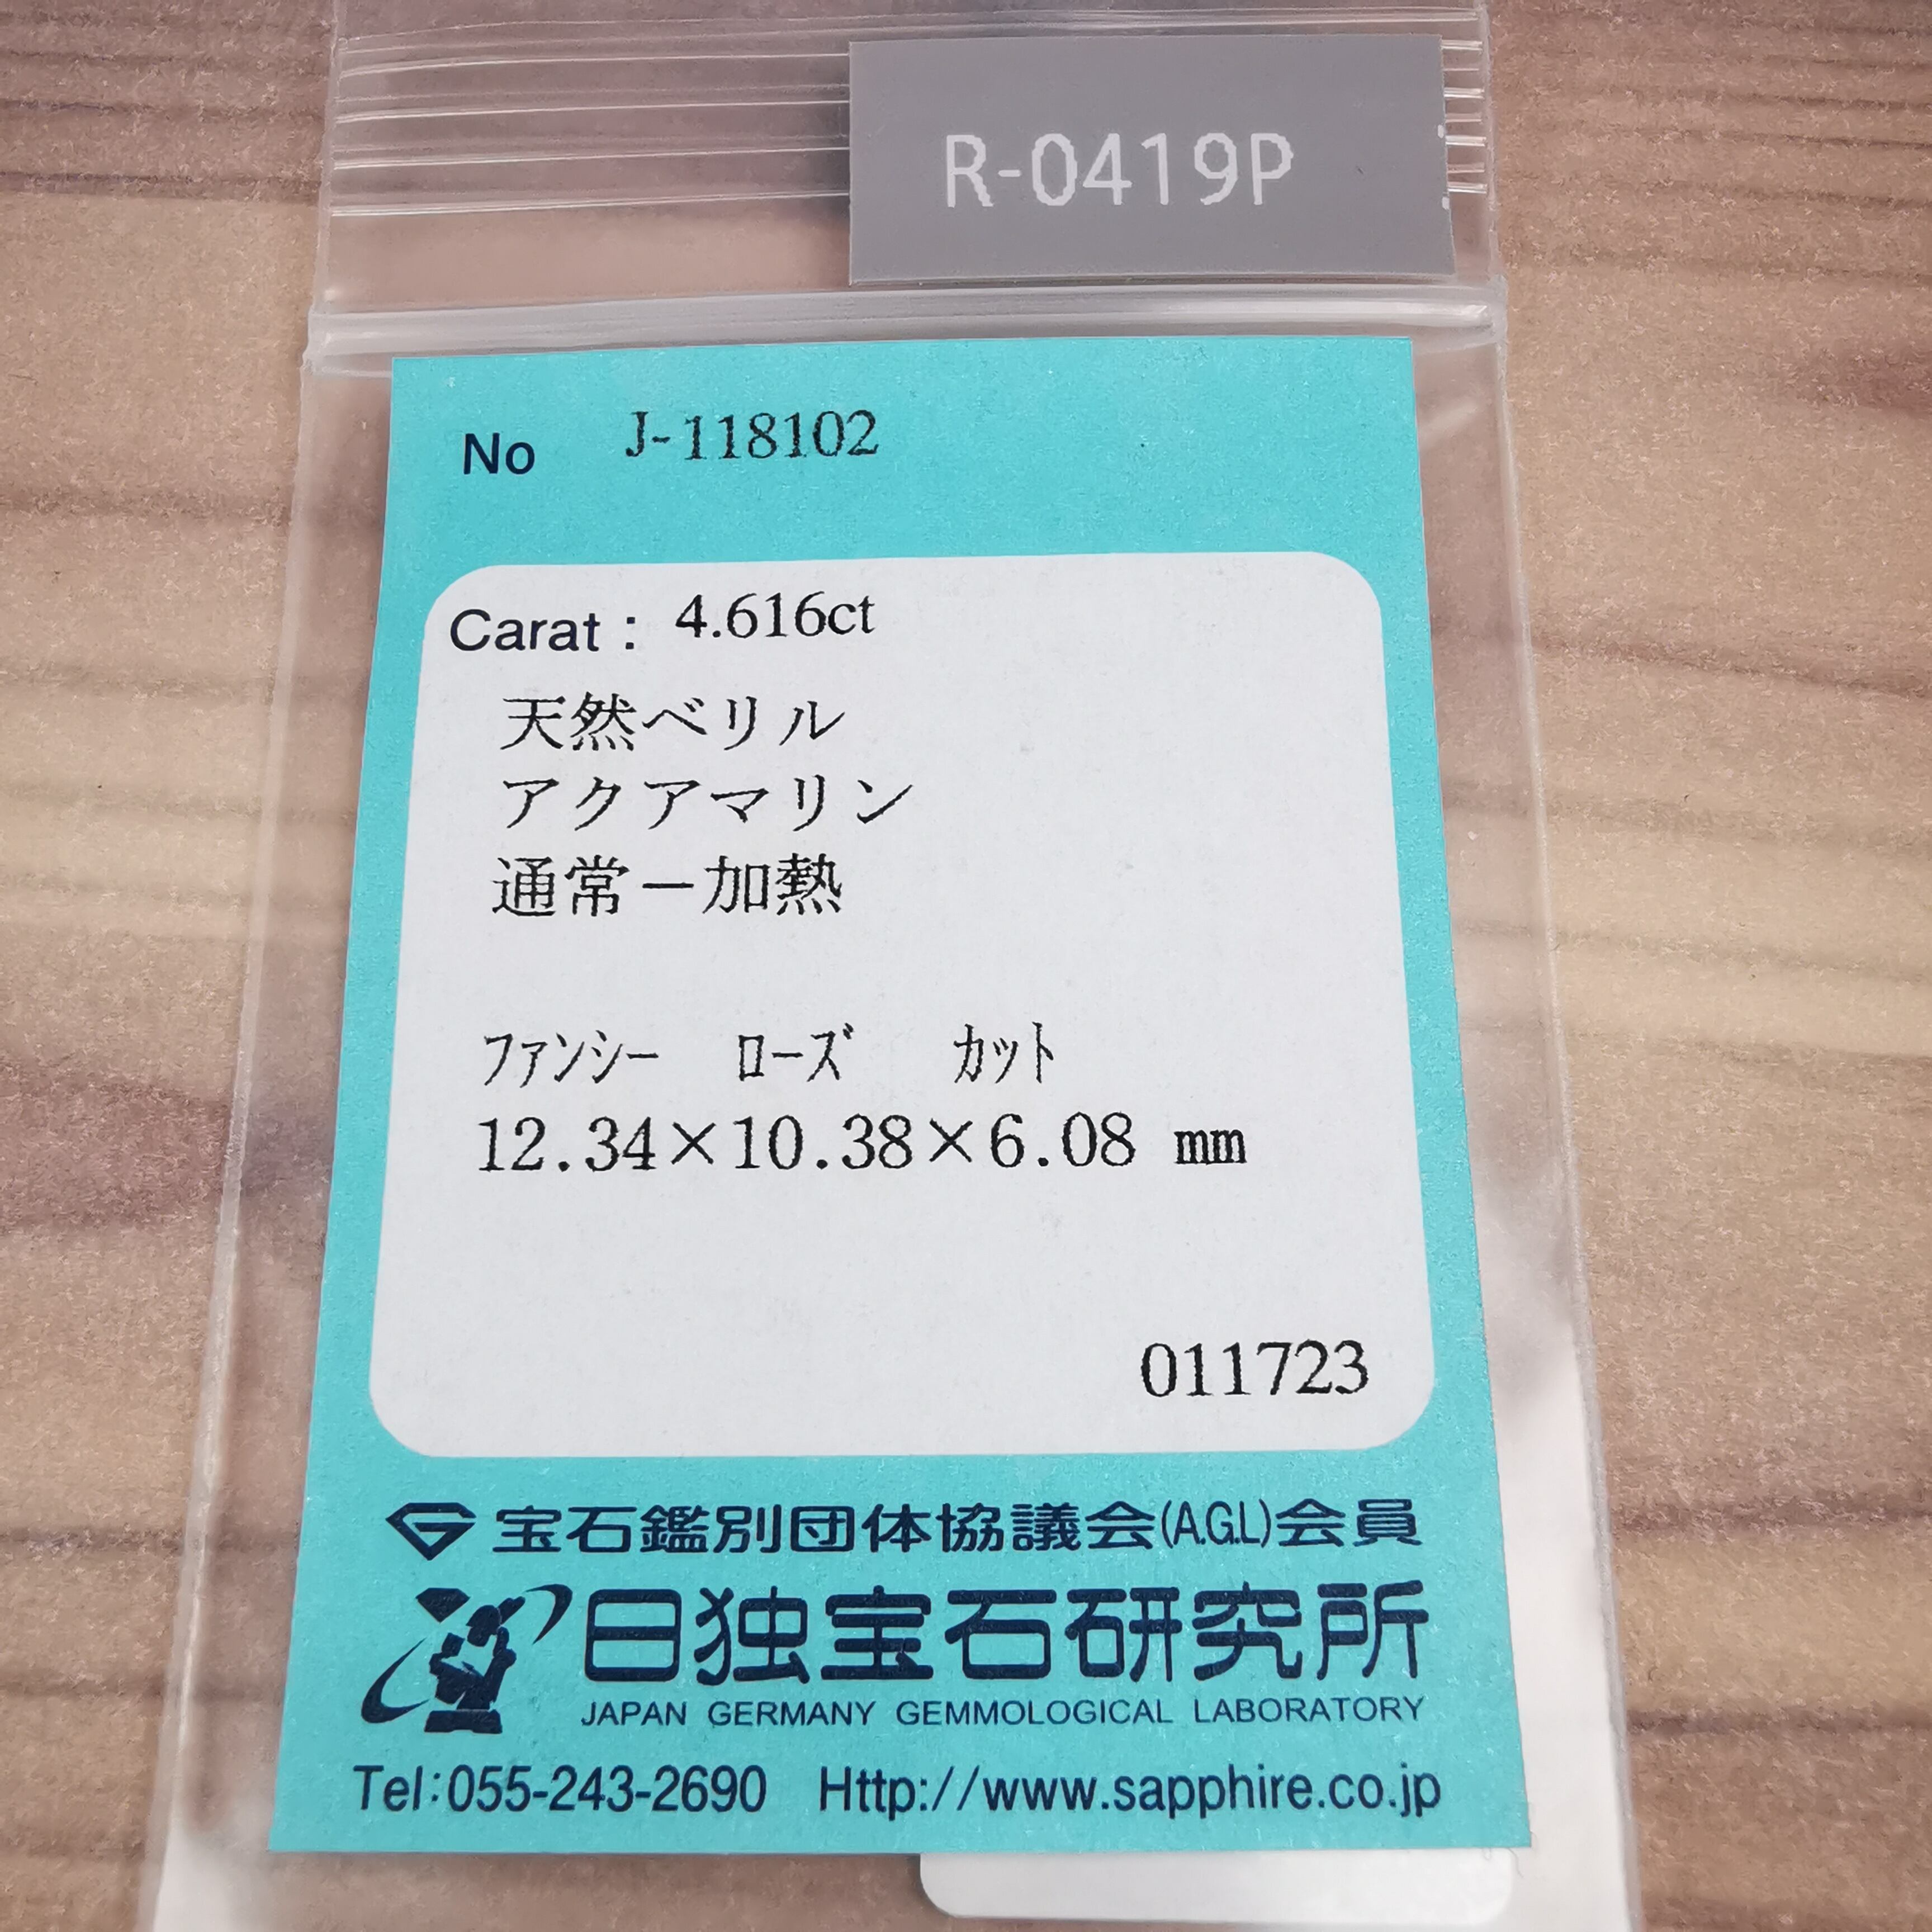 R-0419P
No J-118102
Carat : 4.616ct
天然ベリル
アクアマリン
通常－加熱
ﾌｧﾝｼｰ ﾛｰｽﾞ ｶｯﾄ
12.34×10.38×6.08 mm
011723
宝石鑑別団体協議会(A.G.L)会員
日独宝石研究所
JAPAN GERMANY GEMMOLOGICAL LABORATORY
Tel:055-243-2690 Http://www.sapphire.co.jp